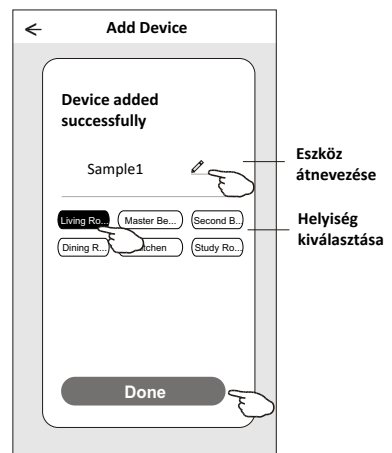 ← Add Device
Device added
successfully
Sample1
Eszköz
átnevezése
Living Ro...
Master Be...
Second B...
Helyiség
kiválasztása
Dining R...
Study Ro...
Done